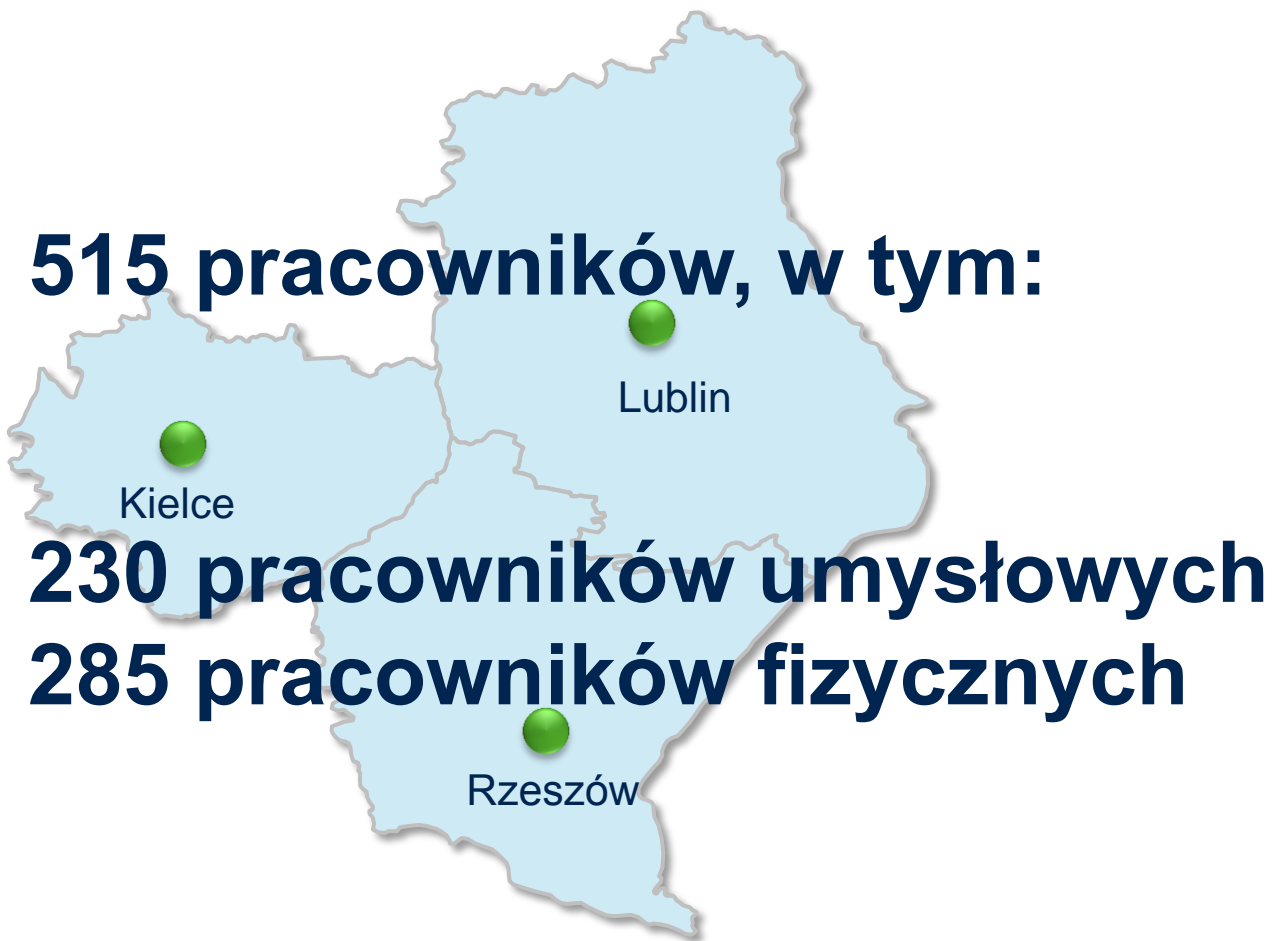 515 pracowników, w tym:
Lublin
Kielce
230 pracowników umysłowych
285 pracowników fizycznych
Rzeszów